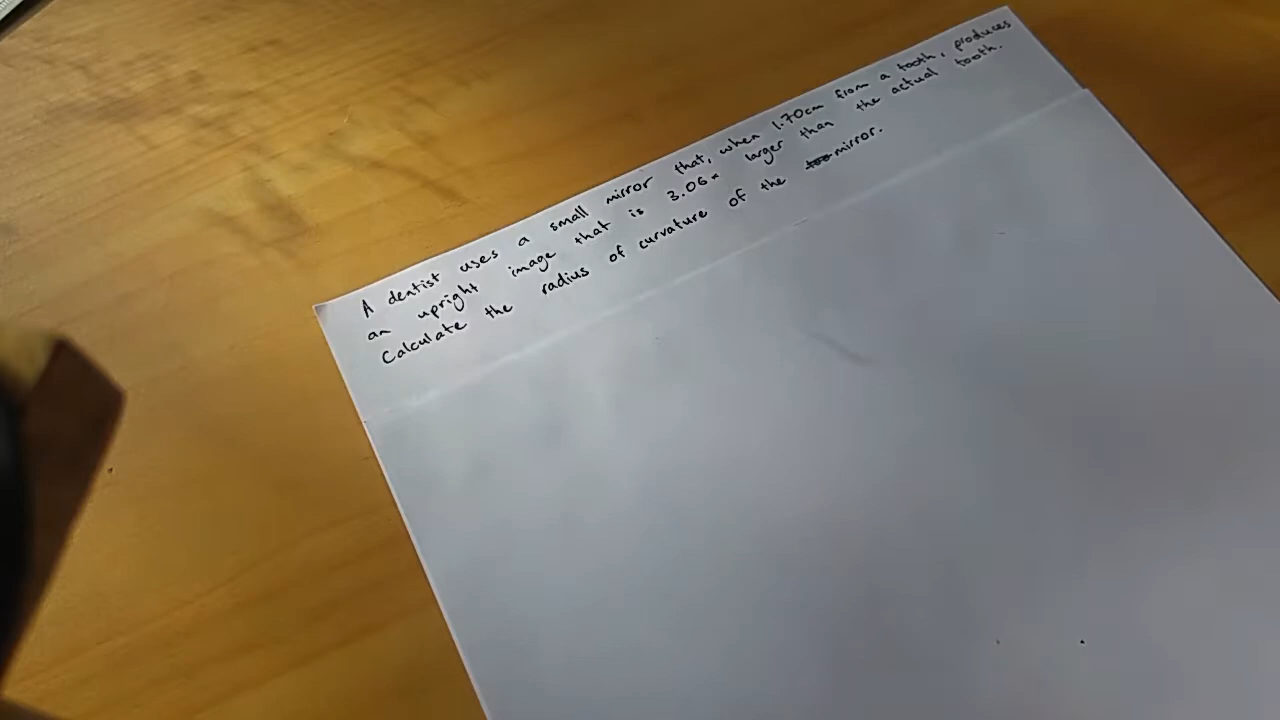 A dentist uses a small mirror that, when 1.70cm from a tooth, produces
an upright image that is 3.06× larger than the actual tooth.
Calculate the radius of curvature of the mirror.